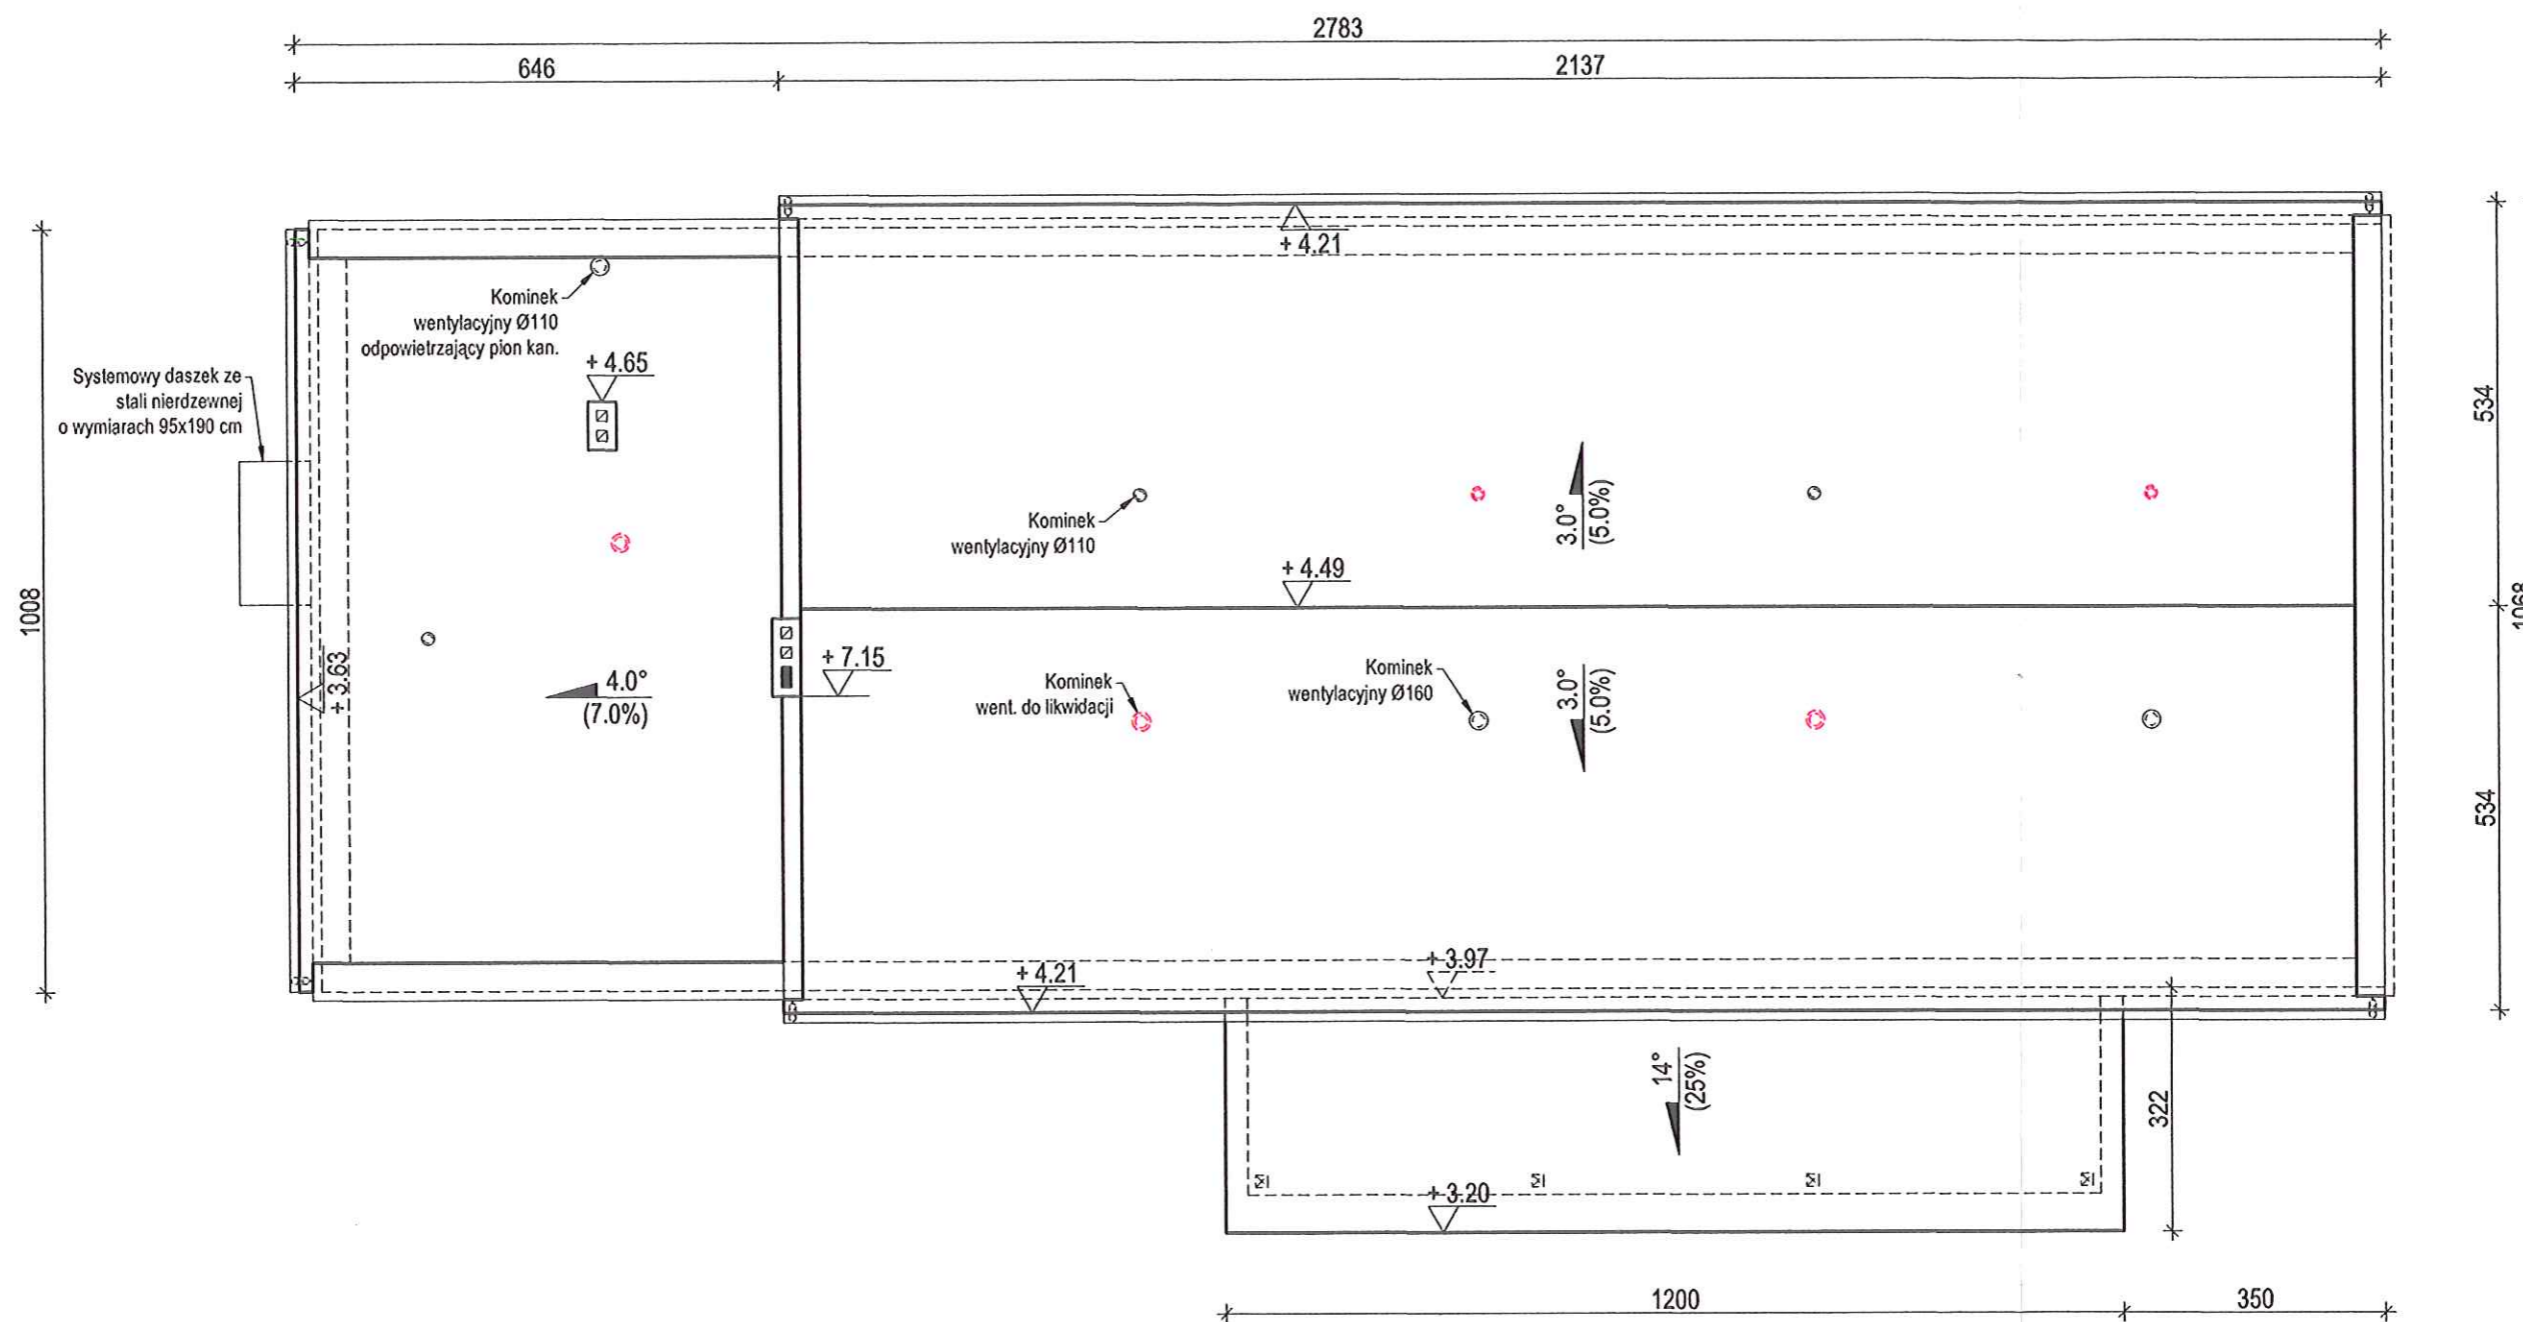 2783
646
2137
+ 4.21
Kominek
wentylacyjny Ø110
odpowietrzający pion kan.
+ 4.65
Systemowy daszek ze
stali nierdzewnej
o wymiarach 95x190 cm
534
Kominek
wentylacyjny Ø110
3.0°
(5.0%)
+ 4.49
1008
1068
+ 3.63
4.0°
(7.0%)
+ 7.15
Kominek
went. do likwidacji
Kominek
wentylacyjny Ø160
3.0°
(5.0%)
534
+ 4.21
+ 3.97
14°
(25%)
322
+ 3.20
1200
350